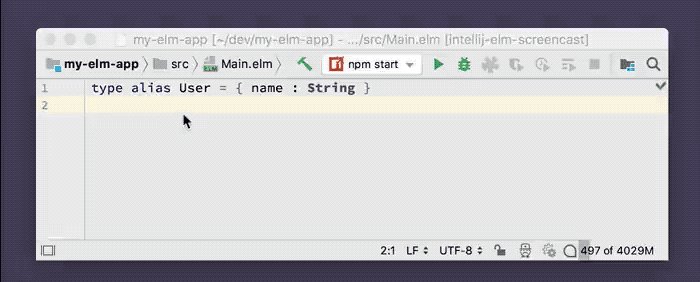 my-elm-app [~/dev/my-elm-app] - .../src/Main.elm [intellij-elm-screencast]
my-elm-app src Main.elm npm start
1 type alias User = { name : String }
2
2:1 LF UTF-8 497 of 4029M